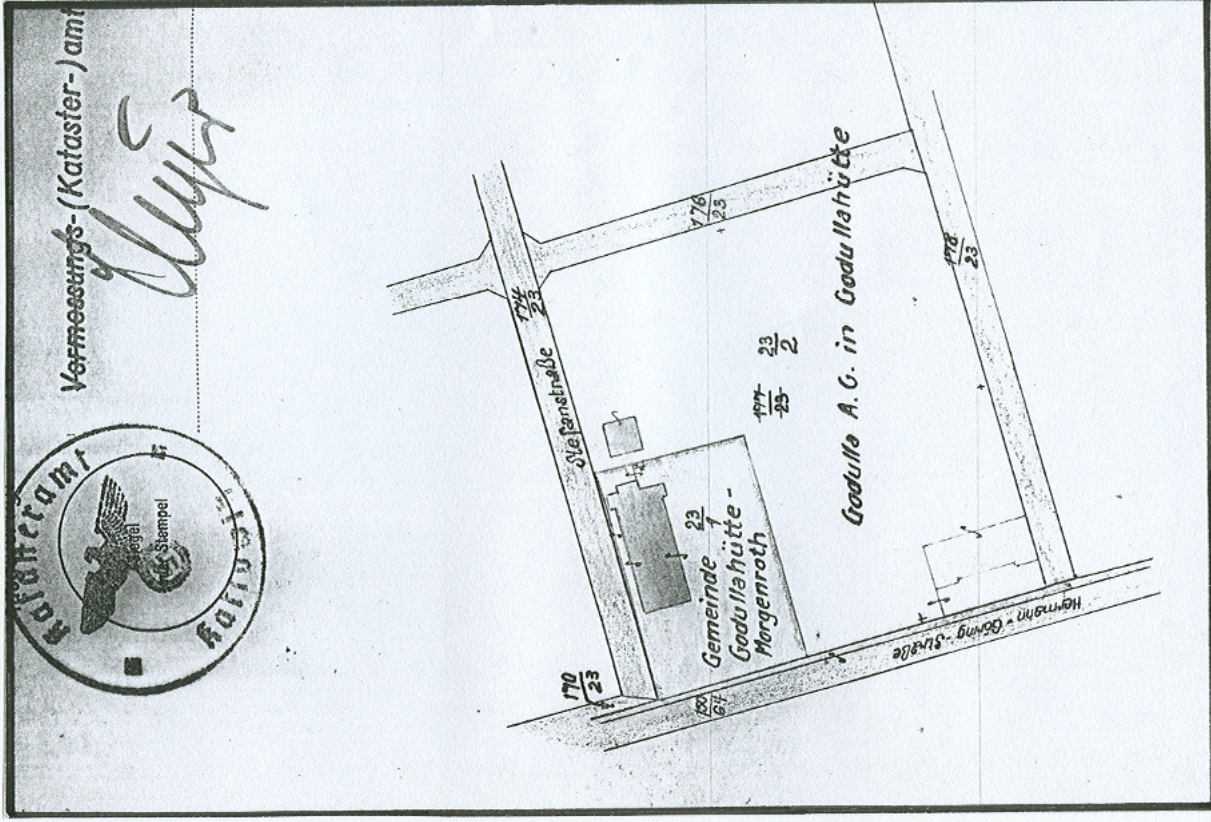 Vermessungs-(Kataster-)amt
Katasteramt
Siegel
Stempel
Stefanstraße
174
23
176
23
178
23
170
23
23
1
Gemeinde
Godullahütte-
Morgenroth
177
23
23
2
Godulla A.G. in Godullahütte
Hermann-Göring-Straße
64